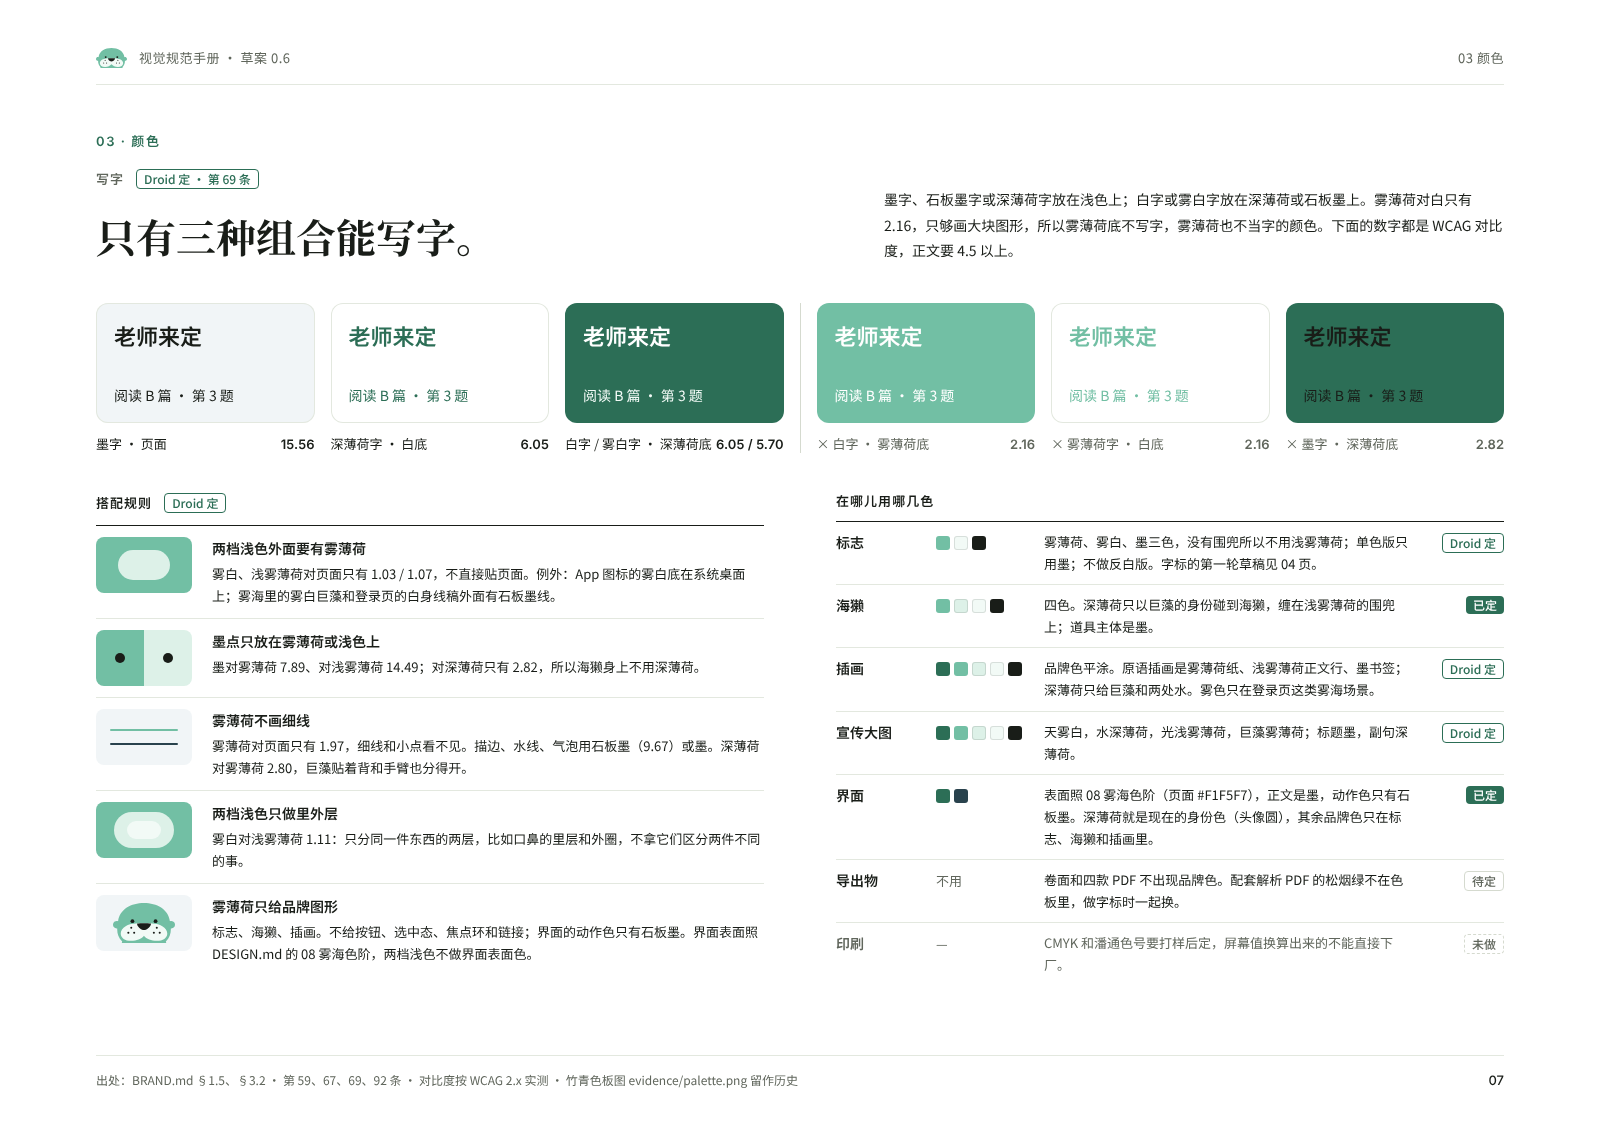 视觉规范手册 · 草案 0.6
03 颜色
03 · 颜色
写字 Droid 定 · 第 69 条
只有三种组合能写字。
墨字、石板墨字或深薄荷字放在浅色上；白字或雾白字放在深薄荷或石板墨上。雾薄荷对白只有
2.16，只够画大块图形，所以雾薄荷底不写字，雾薄荷也不当字的颜色。下面的数字都是 WCAG 对比
度，正文要 4.5 以上。
老师来定
阅读 B 篇 · 第 3 题
墨字 · 页面 15.56
老师来定
阅读 B 篇 · 第 3 题
深薄荷字 · 白底 6.05
老师来定
阅读 B 篇 · 第 3 题
白字 / 雾白字 · 深薄荷底 6.05 / 5.70
老师来定
阅读 B 篇 · 第 3 题
× 白字 · 雾薄荷底 2.16
老师来定
阅读 B 篇 · 第 3 题
× 雾薄荷字 · 白底 2.16
老师来定
阅读 B 篇 · 第 3 题
× 墨字 · 深薄荷底 2.82
搭配规则 Droid 定
两档浅色外面要有雾薄荷
雾白、浅雾薄荷对页面只有 1.03 / 1.07，不直接贴页面。例外：App 图标的雾白底在系统桌面
上；雾海里的雾白巨藻和登录页的白身线稿外面有石板墨线。
墨点只放在雾薄荷或浅色上
墨对雾薄荷 7.89、对浅雾薄荷 14.49；对深薄荷只有 2.82，所以海獭身上不用深薄荷。
雾薄荷不画细线
雾薄荷对页面只有 1.97，细线和小点看不见。描边、水线、气泡用石板墨（9.67）或墨。深薄荷
对雾薄荷 2.80，巨藻贴着背和手臂也分得开。
两档浅色只做里外层
雾白对浅雾薄荷 1.11：只分同一件东西的两层，比如口鼻的里层和外圈，不拿它们区分两件不同
的事。
雾薄荷只给品牌图形
标志、海獭、插画。不给按钮、选中态、焦点环和链接；界面的动作色只有石板墨。界面表面照
DESIGN.md 的 08 雾海色阶，两档浅色不做界面表面色。
在哪儿用哪几色
标志
雾薄荷、雾白、墨三色，没有围兜所以不用浅雾薄荷；单色版只
用墨；不做反白版。字标的第一轮草稿见 04 页。
Droid 定
海獭
四色。深薄荷只以巨藻的身份碰到海獭，缠在浅雾薄荷的围兜
上；道具主体是墨。
已定
插画
品牌色平涂。原语插画是雾薄荷纸、浅雾薄荷正文行、墨书签；
深薄荷只给巨藻和两处水。雾色只在登录页这类雾海场景。
Droid 定
宣传大图
天雾白，水深薄荷，光浅雾薄荷，巨藻雾薄荷；标题墨，副句深
薄荷。
Droid 定
界面
表面照 08 雾海色阶（页面 #F1F5F7），正文是墨，动作色只有石
板墨。深薄荷就是现在的身份色（头像圆），其余品牌色只在标
志、海獭和插画里。
已定
导出物 不用
卷面和四款 PDF 不出现品牌色。配套解析 PDF 的松烟绿不在色
板里，做字标时一起换。
待定
印刷 —
CMYK 和潘通色号要打样后定，屏幕值换算出来的不能直接下
厂。
未做
出处：BRAND.md §1.5、§3.2 · 第 59、67、69、92 条 · 对比度按 WCAG 2.x 实测 · 竹青色板图 evidence/palette.png 留作历史
07